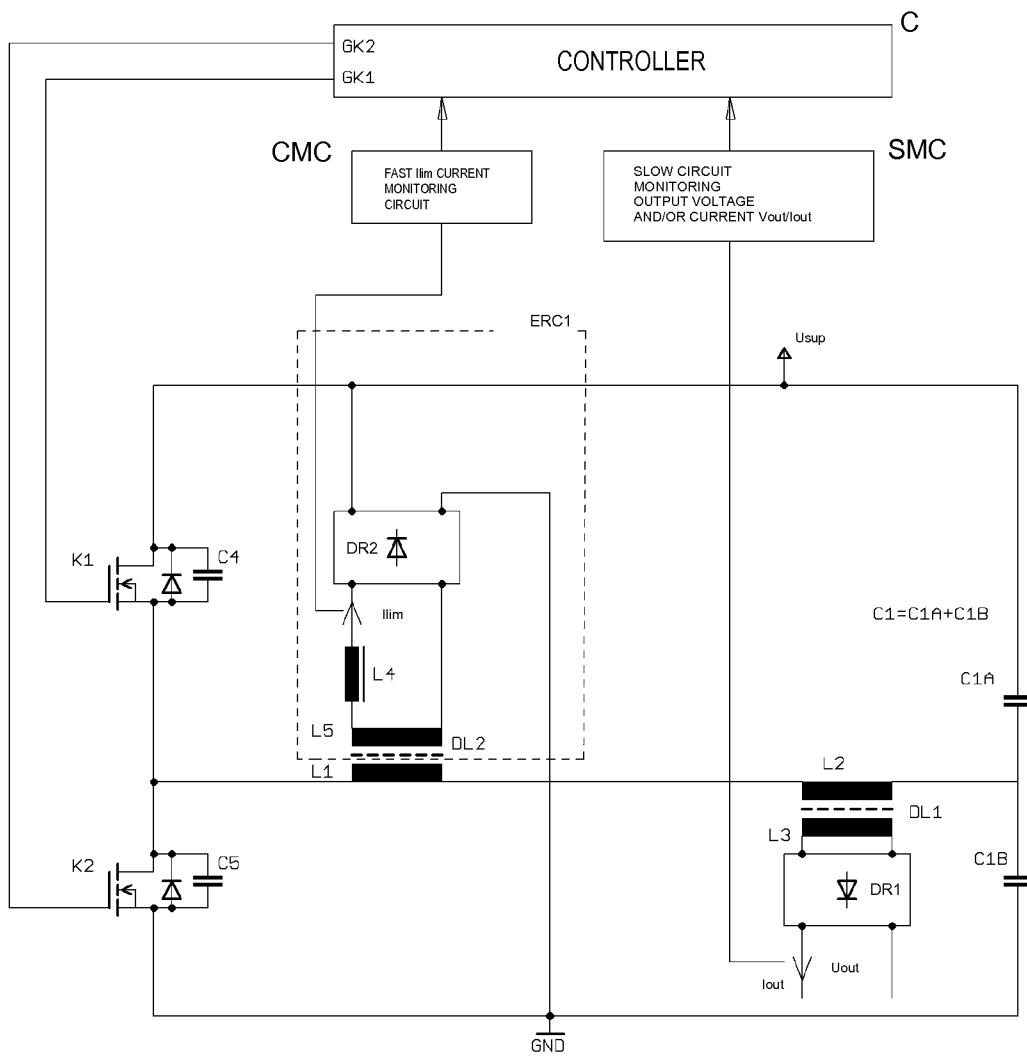 C
GK2
GK1
CONTROLLER
CMC
SMC
FAST Ilim CURRENT
MONITORING
CIRCUIT
SLOW CIRCUIT
MONITORING
OUTPUT VOLTAGE
AND/OR CURRENT Vout/Iout
ERC1
Usup
K1
C4
DR2
Ilim
C1=C1A+C1B
L4
C1A
L5
DL2
L1
L2
DL1
L3
K2
C5
C1B
DR1
Uout
Iout
GND